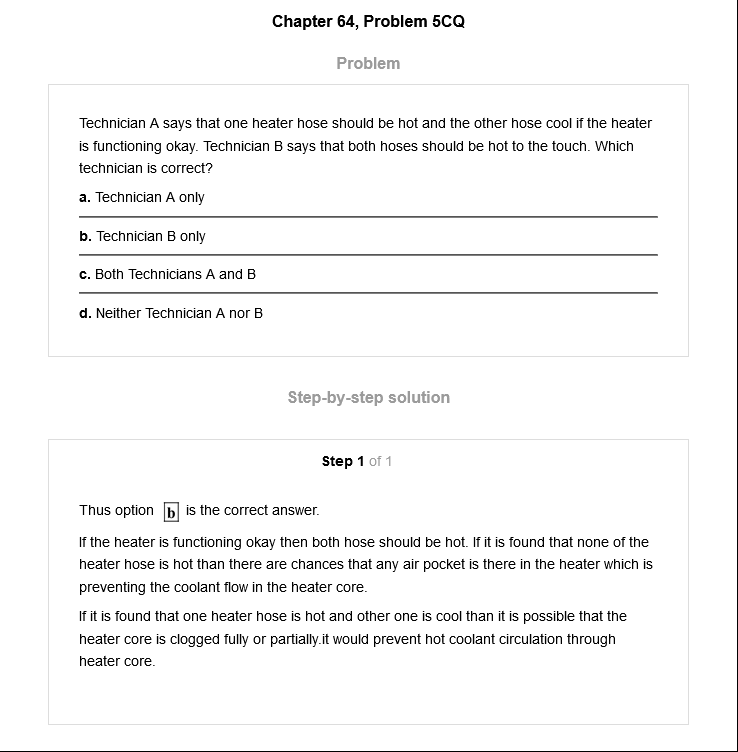 Chapter 64, Problem 5CQ
Problem
Technician A says that one heater hose should be hot and the other hose cool if the heater
is functioning okay. Technician B says that both hoses should be hot to the touch. Which
technician is correct?
a. Technician A only
b. Technician B only
c. Both Technicians A and B
d. Neither Technician A nor B
Step-by-step solution
Step 1 of 1
Thus option b is the correct answer.
If the heater is functioning okay then both hose should be hot. If it is found that none of the
heater hose is hot than there are chances that any air pocket is there in the heater which is
preventing the coolant flow in the heater core.
If it is found that one heater hose is hot and other one is cool than it is possible that the
heater core is clogged fully or partially.it would prevent hot coolant circulation through
heater core.